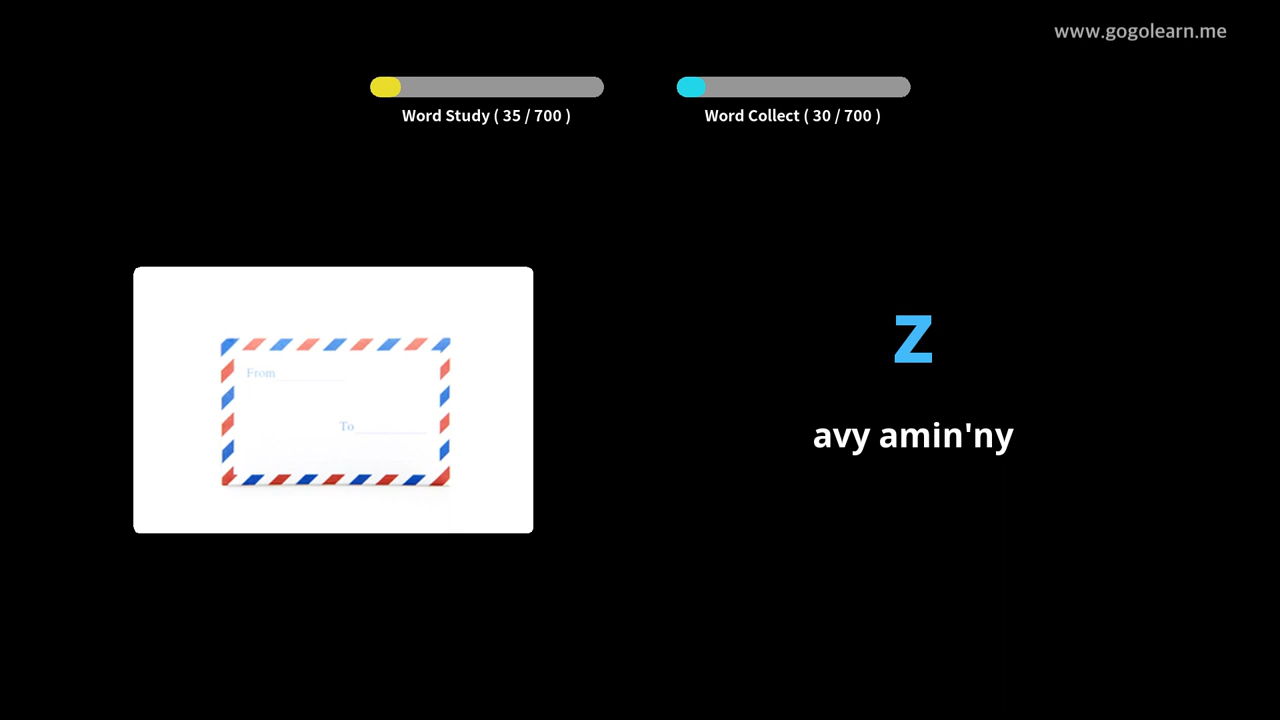 www.gogolearn.me
Word Study ( 35 / 700 )
Word Collect ( 30 / 700 )
From
To
z
avy amin'ny